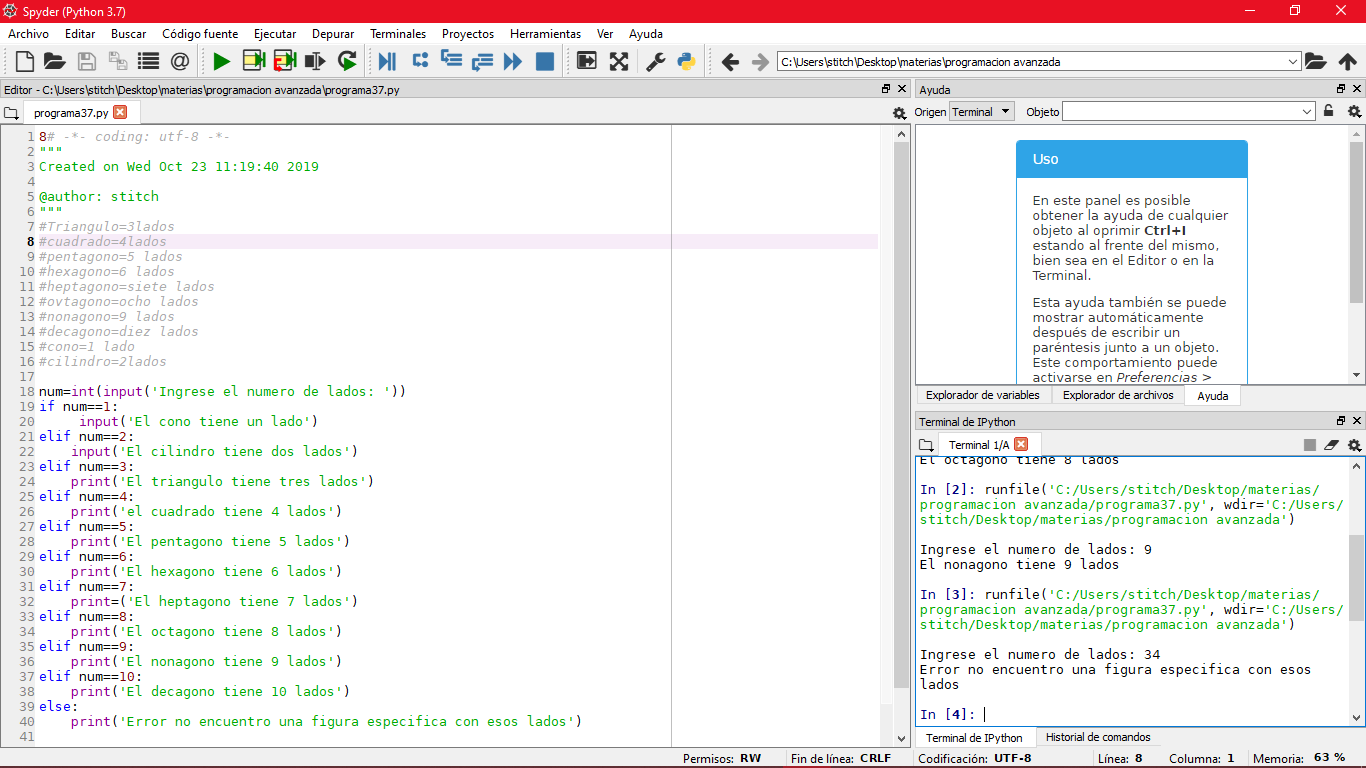 Spyder (Python 3.7)
Archivo Editar Buscar Código fuente Ejecutar Depurar Terminales Proyectos Herramientas Ver Ayuda
C:\Users\stitch\Desktop\materias\programacion avanzada
Editor - C:\Users\stitch\Desktop\materias\programacion avanzada\programa37.py
programa37.py
1 8# -*- coding: utf-8 -*-
2 """
3 Created on Wed Oct 23 11:19:40 2019
4
5 @author: stitch
6 """
7 #Triangulo=3lados
8 #cuadrado=4lados
9 #pentagono=5 lados
10 #hexagono=6 lados
11 #heptagono=siete lados
12 #ovtagono=ocho lados
13 #nonagono=9 lados
14 #decagono=diez lados
15 #cono=1 lado
16 #cilindro=2lados
17
18 num=int(input('Ingrese el numero de lados: '))
19 if num==1:
20      input('El cono tiene un lado')
21 elif num==2:
22     input('El cilindro tiene dos lados')
23 elif num==3:
24     print('El triangulo tiene tres lados')
25 elif num==4:
26     print('el cuadrado tiene 4 lados')
27 elif num==5:
28     print('El pentagono tiene 5 lados')
29 elif num==6:
30     print('El hexagono tiene 6 lados')
31 elif num==7:
32     print=('El heptagono tiene 7 lados')
33 elif num==8:
34     print('El octagono tiene 8 lados')
35 elif num==9:
36     print('El nonagono tiene 9 lados')
37 elif num==10:
38     print('El decagono tiene 10 lados')
39 else:
40     print('Error no encuentro una figura especifica con esos lados')
41
Ayuda
Origen Terminal Objeto
Uso
En este panel es posible
obtener la ayuda de cualquier
objeto al oprimir Ctrl+I
estando al frente del mismo,
bien sea en el Editor o en la
Terminal.
Esta ayuda también se puede
mostrar automáticamente
después de escribir un
paréntesis junto a un objeto.
Este comportamiento puede
activarse en Preferencias >
Explorador de variables Explorador de archivos Ayuda
Terminal de IPython
Terminal 1/A
El octagono tiene 8 lados
In [2]: runfile('C:/Users/stitch/Desktop/materias/
programacion avanzada/programa37.py', wdir='C:/Users/
stitch/Desktop/materias/programacion avanzada')
Ingrese el numero de lados: 9
El nonagono tiene 9 lados
In [3]: runfile('C:/Users/stitch/Desktop/materias/
programacion avanzada/programa37.py', wdir='C:/Users/
stitch/Desktop/materias/programacion avanzada')
Ingrese el numero de lados: 34
Error no encuentro una figura especifica con esos
lados
In [4]:
Terminal de IPython Historial de comandos
Permisos: RW Fin de línea: CRLF Codificación: UTF-8 Línea: 8 Columna: 1 Memoria: 63 %